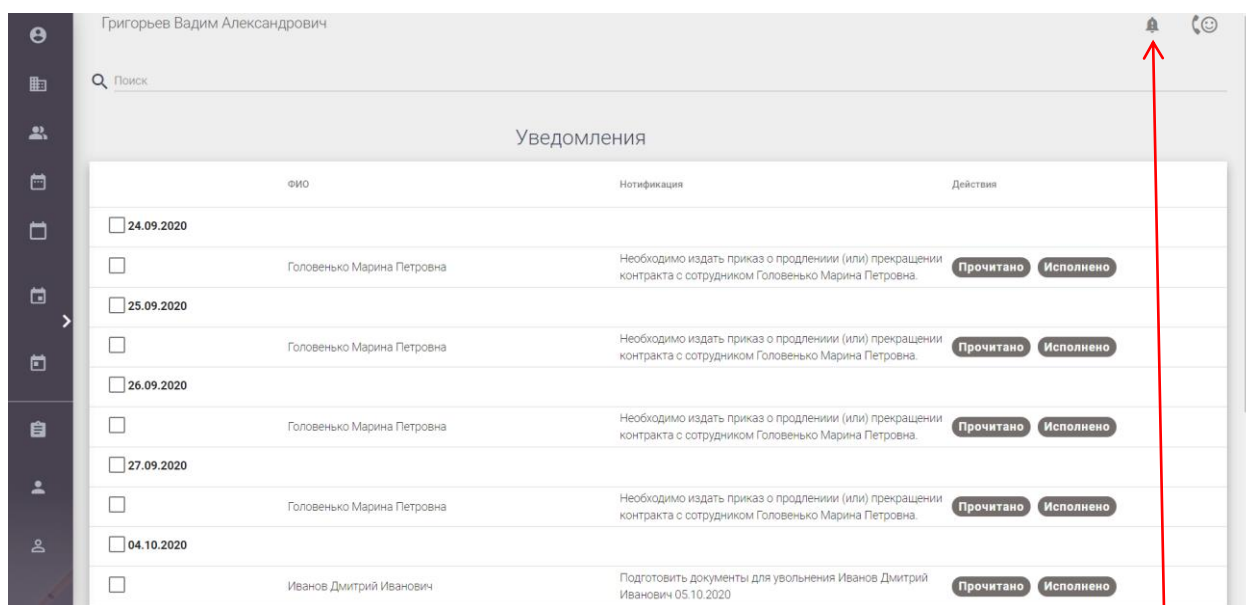 Григорьев Вадим Александрович
Поиск
Уведомления
ФИО Нотификация Действия
24.09.2020
Головенько Марина Петровна Необходимо издать приказ о продлениии (или) прекращении Прочитано Исполнено
контракта с сотрудником Головенько Марина Петровна.
25.09.2020
Головенько Марина Петровна Необходимо издать приказ о продлениии (или) прекращении Прочитано Исполнено
контракта с сотрудником Головенько Марина Петровна.
26.09.2020
Головенько Марина Петровна Необходимо издать приказ о продлениии (или) прекращении Прочитано Исполнено
контракта с сотрудником Головенько Марина Петровна.
27.09.2020
Головенько Марина Петровна Необходимо издать приказ о продлениии (или) прекращении Прочитано Исполнено
контракта с сотрудником Головенько Марина Петровна.
04.10.2020
Иванов Дмитрий Иванович Подготовить документы для увольнения Иванов Дмитрий Прочитано Исполнено
Иванович 05.10.2020